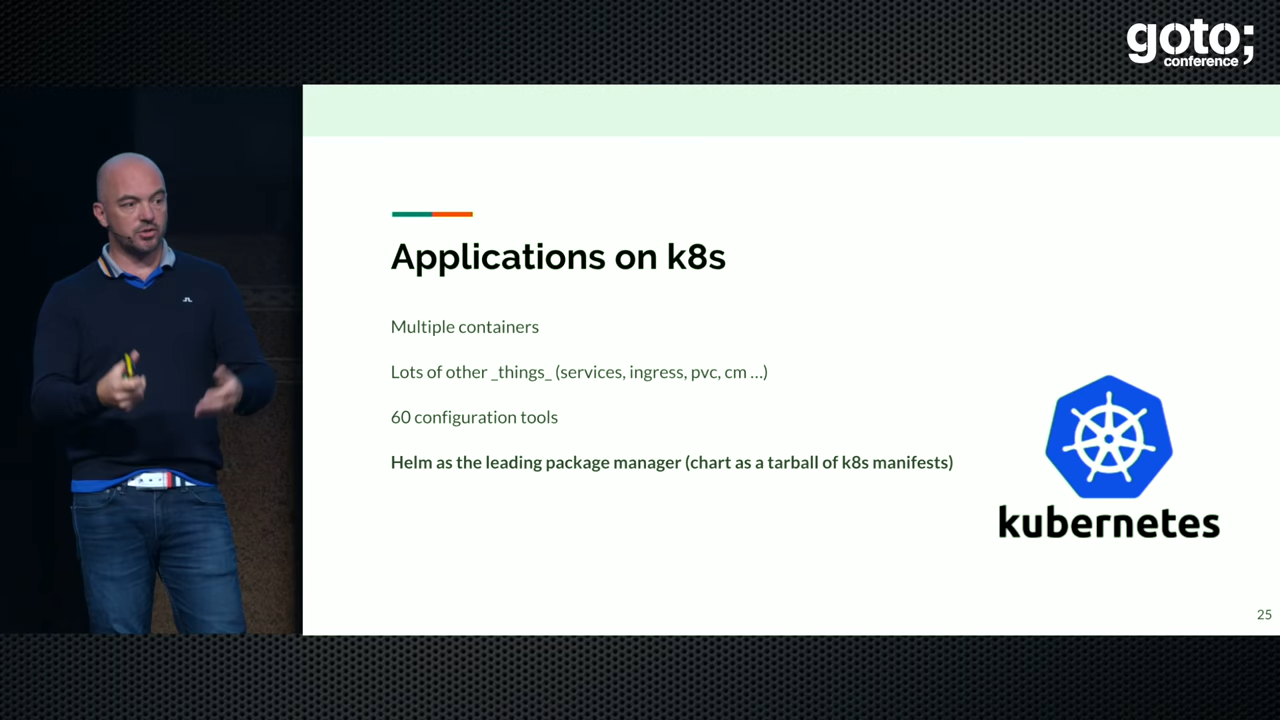 goto;
conference
Applications on k8s
Multiple containers
Lots of other _things_ (services, ingress, pvc, cm ...)
60 configuration tools
Helm as the leading package manager (chart as a tarball of k8s manifests)
kubernetes
25